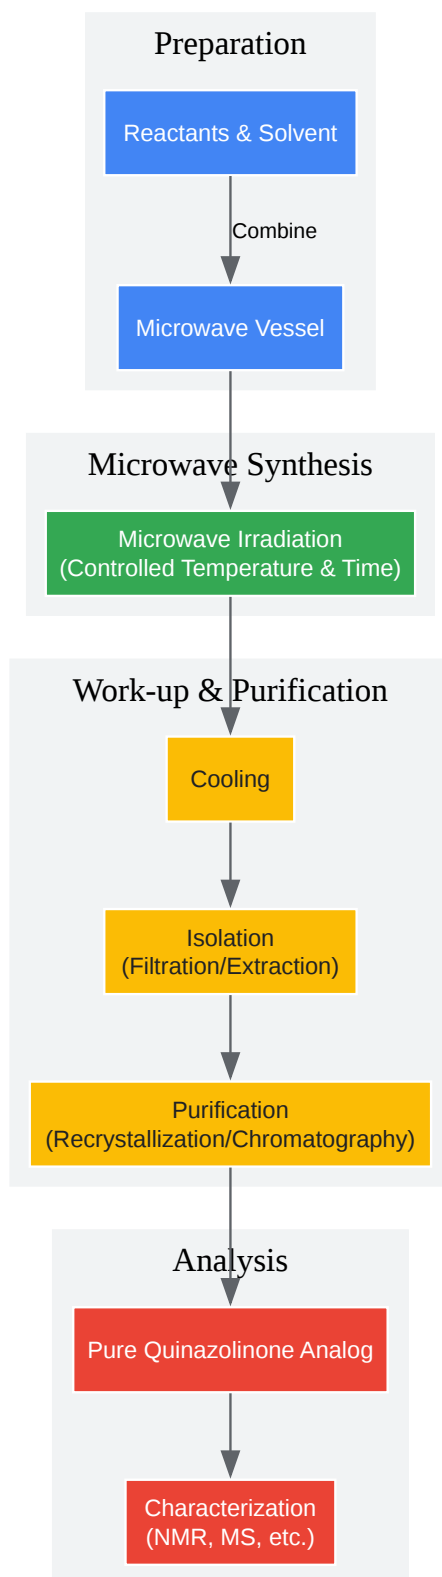 Preparation
Reactants & Solvent
Combine
Microwave Vessel
Microwave Synthesis
Microwave Irradiation
(Controlled Temperature & Time)
Work-up & Purification
Cooling
Isolation
(Filtration/Extraction)
Purification
(Recrystallization/Chromatography)
Analysis
Pure Quinazolinone Analog
Characterization
(NMR, MS, etc.)